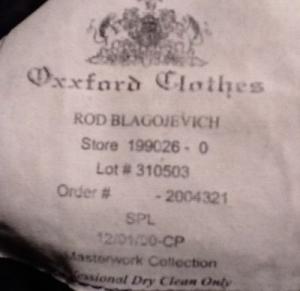 Oxxford Clothes
ROD BLAGOJEVICH
Store 199026 - 0
Lot # 310503
Order # - 2004321
SPL
12/01/00-CP
Masterwork Collection
Professional Dry Clean Only